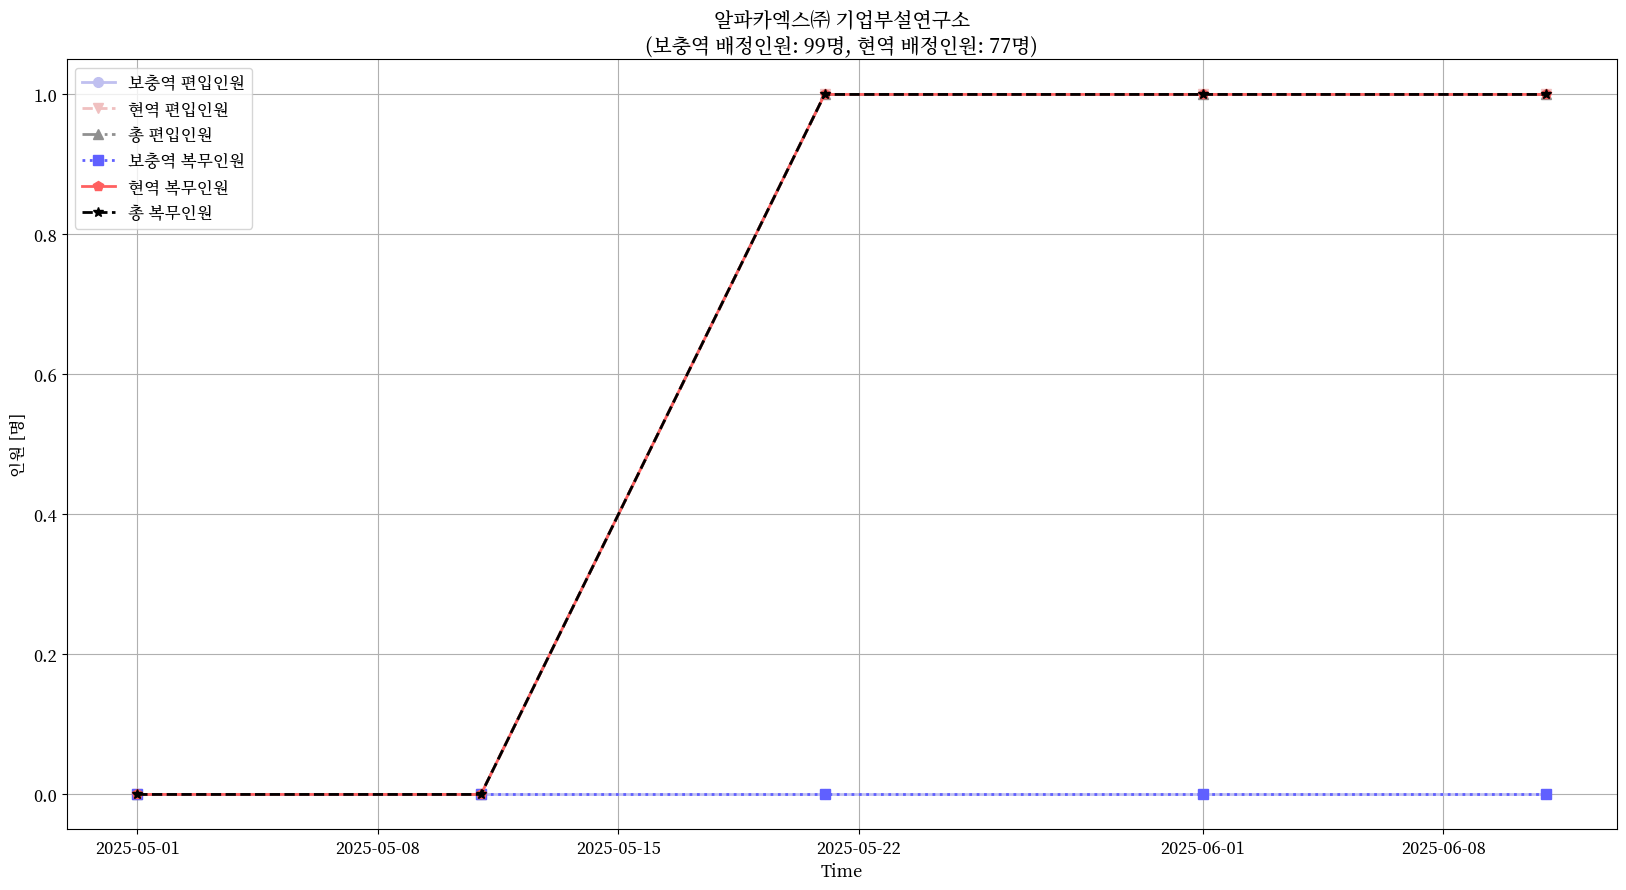 알파카엑스㈜ 기업부설연구소
(보충역 배정인원: 99명, 현역 배정인원: 77명)
보충역 편입인원
현역 편입인원
총 편입인원
보충역 복무인원
현역 복무인원
총 복무인원
1.0
0.8
0.6
0.4
0.2
0.0
인원 [명]
2025-05-01 2025-05-08 2025-05-15 2025-05-22 2025-06-01 2025-06-08
Time